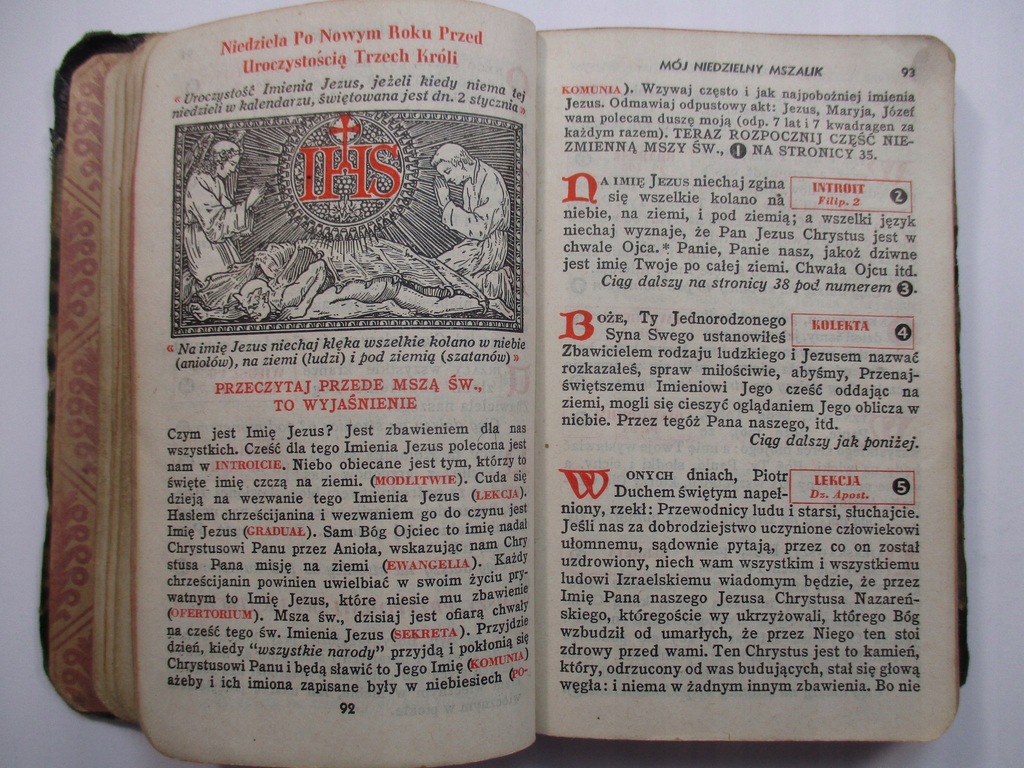 Niedziela Po Nowym Roku Przed
Uroczystością Trzech Króli
« Uroczystość Imienia Jezus, jeżeli kiedy niema tej
niedzieli w kalendarzu, świętowana jest dn. 2 stycznia »
IHS
« Na imię Jezus niechaj klęka wszelkie kolano w niebie
(aniołów), na ziemi (ludzi) i pod ziemią (szatanów) »
PRZECZYTAJ PRZEDE MSZĄ ŚW.,
TO WYJAŚNIENIE
Czym jest Imię Jezus? Jest zbawieniem dla nas
wszystkich. Cześć dla tego Imienia Jezus polecona jest
nam w INTROICIE. Niebo obiecane jest tym, którzy to
święte imię czczą na ziemi. (MODLITWIE). Cuda się
dzieją na wezwanie tego Imienia Jezus (LEKCJA).
Hasłem chrześcijanina i wezwaniem go do czynu jest
Imię Jezus (GRADUAŁ). Sam Bóg Ojciec to imię nadał
Chrystusowi Panu przez Anioła, wskazując nam Chry
stusa Pana misję na ziemi (EWANGELIA). Każdy
chrześcijanin powinien uwielbiać w swoim życiu pry-
watnym to Imię Jezus, które niesie mu zbawienie
(OFERTORIUM). Msza św., dzisiaj jest ofiarą chwały
na cześć tego św. Imienia Jezus (SEKRETA). Przyjdzie
dzień, kiedy "wszystkie narody" przyjdą i pokłonią się
Chrystusowi Panu i będą sławić to Jego Imię (KOMUNIA)
ażeby i ich imiona zapisane były w niebiesiech (PO-
92
MÓJ NIEDZIELNY MSZALIK 93
KOMUNIA). Wzywaj często i jak najpobożniej imienia
Jezus. Odmawiaj odpustowy akt: Jezus, Maryja, Józef
wam polecam duszę moją (odp. 7 lat i 7 kwadragen za
każdym razem). TERAZ ROZPOCZNIJ CZĘŚĆ NIE-
ZMIENNĄ MSZY ŚW., 1 NA STRONICY 35.
INTROIT 2
Filip. 2
NA IMIĘ JEZUS niechaj zgina
się wszelkie kolano na
niebie, na ziemi, i pod ziemią; a wszelki język
niechaj wyznaje, że Pan Jezus Chrystus jest w
chwale Ojca.* Panie, Panie nasz, jakoż dziwne
jest imię Twoje po całej ziemi. Chwała Ojcu itd.
Ciąg dalszy na stronicy 38 pod numerem 3.
KOLEKTA 4
BOŻE, Ty Jednorodzonego
Syna Swego ustanowiłeś
Zbawicielem rodzaju ludzkiego i Jezusem nazwać
rozkazałeś, spraw miłościwie, abyśmy, Przenaj-
świętszemu Imieniowi Jego cześć oddając na
ziemi, mogli się cieszyć oglądaniem Jego oblicza w
niebie. Przez tegóż Pana naszego, itd.
Ciąg dalszy jak poniżej.
LEKCJA 5
Dz. Apost.
W ONYCH dniach, Piotr
Duchem świętym napeł-
niony, rzekł: Przewodnicy ludu i starsi, słuchajcie.
Jeśli nas za dobrodziejstwo uczynione człowiekowi
ułomnemu, sądownie pytają, przez co on został
uzdrowiony, niech wam wszystkim i wszystkiemu
ludowi Izraelskiemu wiadomym będzie, że przez
Imię Pana naszego Jezusa Chrystusa Nazareń-
skiego, któregoście wy ukrzyżowali, którego Bóg
wzbudził od umarłych, że przez Niego ten stoi
zdrowy przed wami. Ten Chrystus jest to kamień,
który, odrzucony od was budujących, stał się głową
węgła: i niema w żadnym innym zbawienia. Bo nie